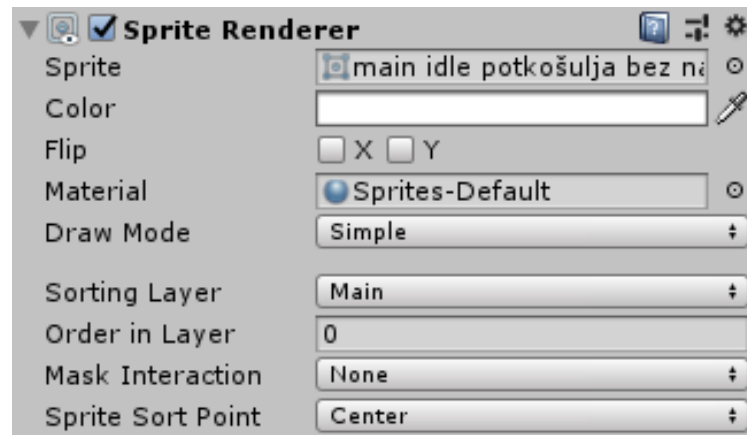 Sprite Renderer
Sprite main idle potkošulja bez na
Color
Flip X Y
Material Sprites-Default
Draw Mode Simple
Sorting Layer Main
Order in Layer 0
Mask Interaction None
Sprite Sort Point Center